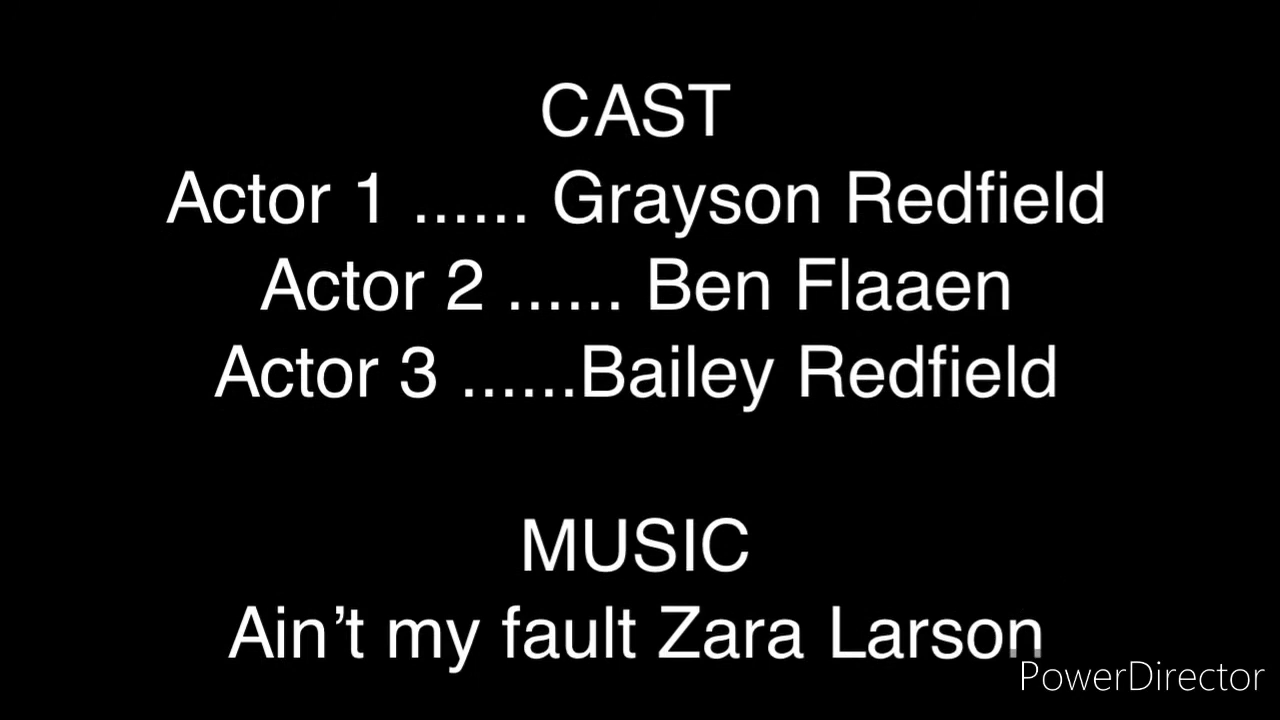 CAST
Actor 1 ...... Grayson Redfield
Actor 2 ...... Ben Flaaen
Actor 3 ......Bailey Redfield
MUSIC
Ain’t my fault Zara Larson
PowerDirector